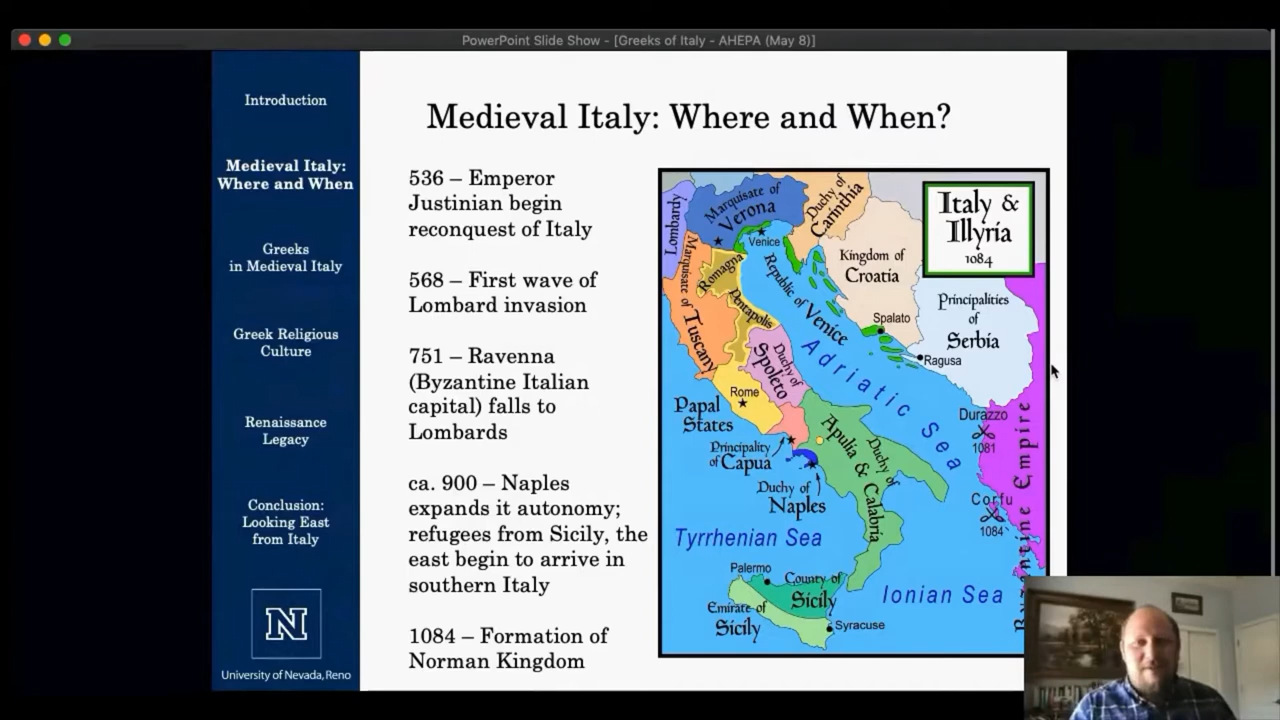 PowerPoint Slide Show - [Greeks of Italy - AHEPA (May 8)]
Introduction
Medieval Italy:
Where and When
Greeks
in Medieval Italy
Greek Religious
Culture
Renaissance
Legacy
Conclusion:
Looking East
from Italy
N
University of Nevada, Reno
Medieval Italy: Where and When?
536 – Emperor
Justinian begin
reconquest of Italy
568 – First wave of
Lombard invasion
751 – Ravenna
(Byzantine Italian
capital) falls to
Lombards
ca. 900 – Naples
expands it autonomy;
refugees from Sicily, the
east begin to arrive in
southern Italy
1084 – Formation of
Norman Kingdom
Italy &
Illyria
1084
Lombardy
Marquisate of
Verona
Duchy of
Carinthia
Venice
Kingdom of
Croatia
Romagna
Marquisate of Tuscany
Pentapolis
Republic of Venice
Principalities
of
Serbia
Spalato
Ragusa
Adriatic Sea
Duchy of
Spoleto
Rome
Papal
States
Principality
of Capua
Duchy of
Naples
Duchy of
Apulia & Calabria
Durazzo
1081
Corfu
1084
Byzantine Empire
Tyrrhenian Sea
Palermo
County of
Sicily
Emirate of
Sicily
Syracuse
Ionian Sea